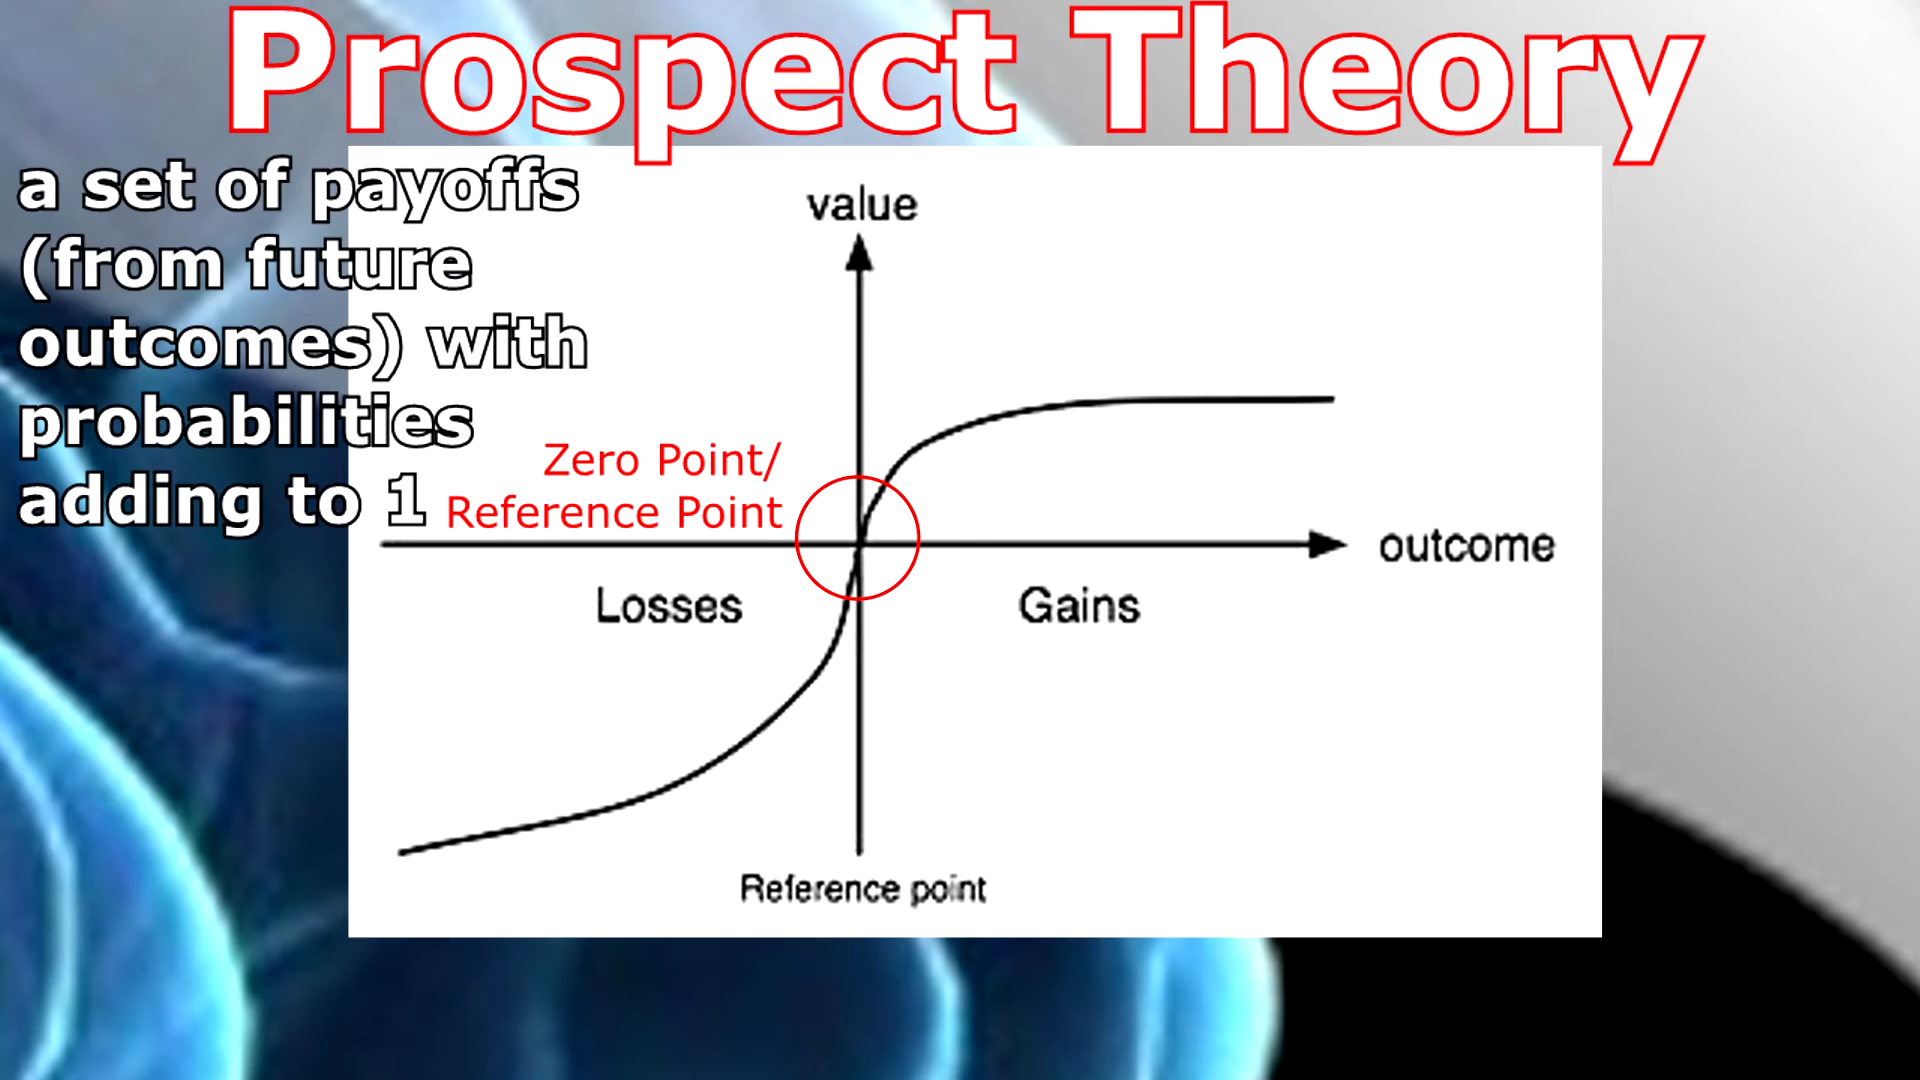 Prospect Theory
a set of payoffs
(from future
outcomes) with
probabilities
adding to 1
value
Zero Point/
Reference Point
outcome
Losses
Gains
Reference point